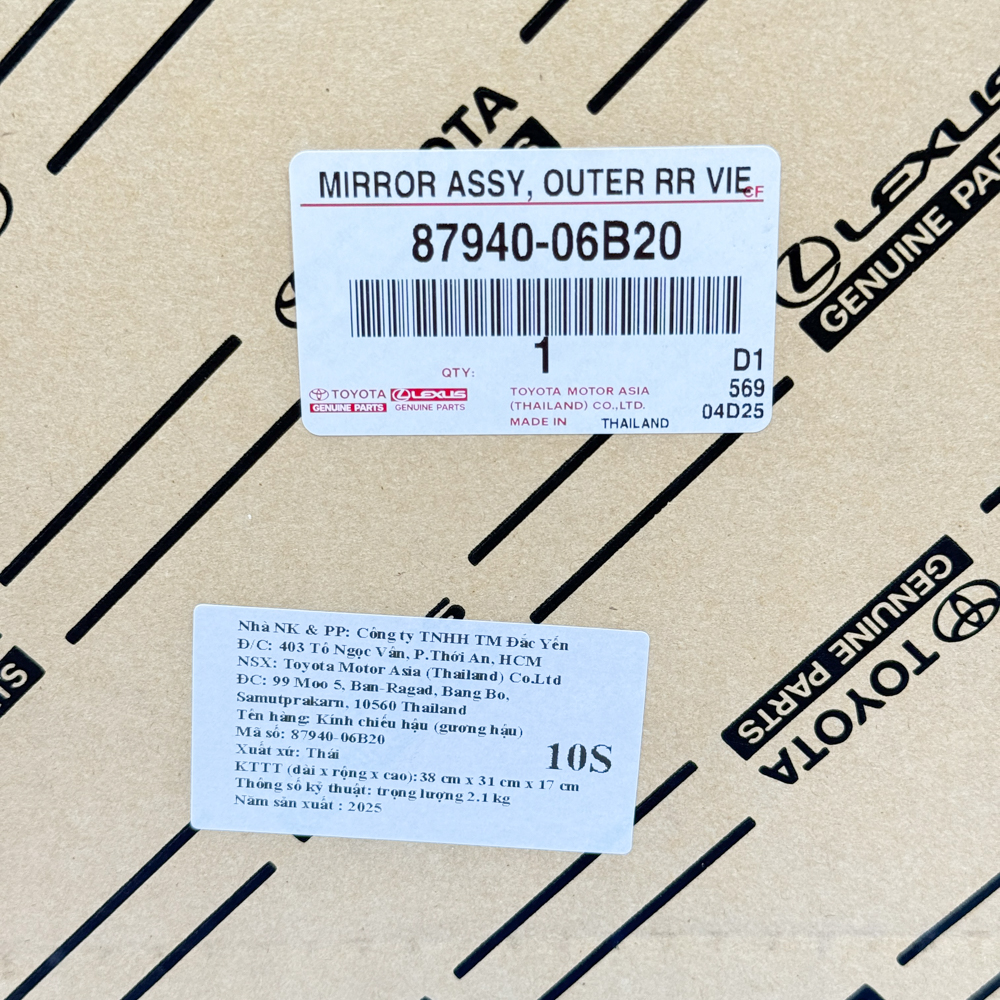 OTA
TS
LEXUS
GENUINE PA
MIRROR ASSY, OUTER RR VIE
CF
87940-06B20
1
QTY:
D1
569
04D25
TOYOTA LEXUS
GENUINE PARTS GENUINE PARTS
TOYOTA MOTOR ASIA
(THAILAND) CO.,LTD.
MADE IN THAILAND
GENUINE PARTS
TOYOTA
Nhà NK & PP: Công ty TNHH TM Đắc Yến
Đ/C: 403 Tô Ngọc Vân, P.Thới An, HCM
NSX: Toyota Motor Asia (Thailand) Co.Ltd
ĐC: 99 Moo 5, Ban-Ragad, Bang Bo,
Samutprakarn, 10560 Thailand
Tên hàng: Kính chiếu hậu (gương hậu)
Mã số: 87940-06B20
Xuất xứ: Thái
10S
KTTT (dài x rộng x cao): 38 cm x 31 cm x 17 cm
Thông số kỹ thuật: trọng lượng 2.1 kg
Năm sản xuất : 2025